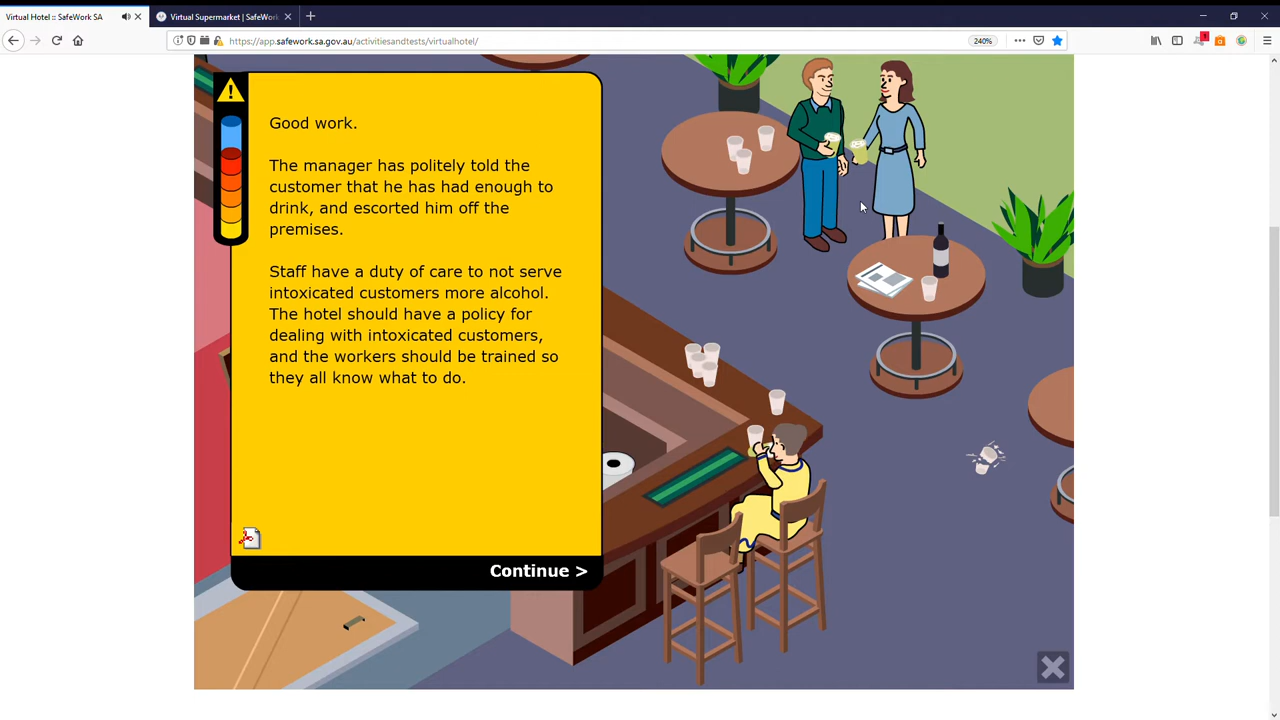 Virtual Hotel :: SafeWork SA
Virtual Supermarket | SafeWork
https://app.safework.sa.gov.au/activitiesandtests/virtualhotel/
240%
Good work.
The manager has politely told the
customer that he has had enough to
drink, and escorted him off the
premises.
Staff have a duty of care to not serve
intoxicated customers more alcohol.
The hotel should have a policy for
dealing with intoxicated customers,
and the workers should be trained so
they all know what to do.
Continue >